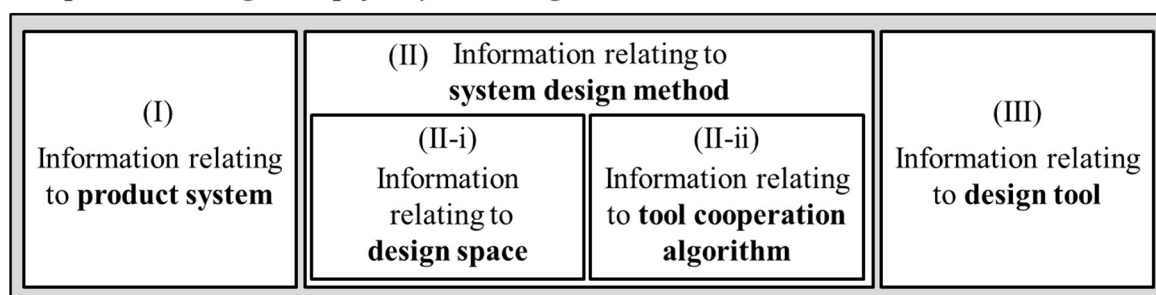 (I)
Information relating
to product system
(II) Information relating to
system design method
(II-i)
Information
relating to
design space
(II-ii)
Information relating
to tool cooperation
algorithm
(III)
Information relating
to design tool